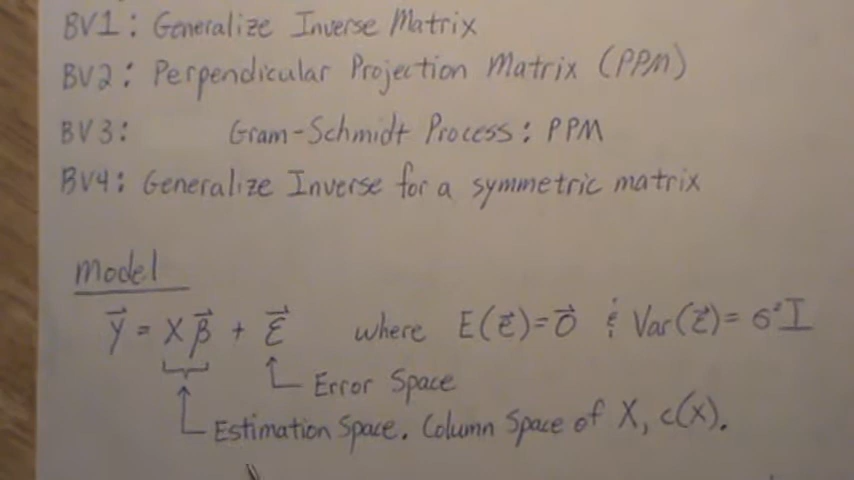 BV1: Generalize Inverse Matrix
BV2: Perpendicular Projection Matrix (PPM)
BV3: Gram-Schmidt Process: PPM
BV4: Generalize Inverse for a symmetric matrix
Model
Y⃗ = Xβ⃗ + ε⃗ where E(ε⃗)=0⃗ & Var(ε⃗)= σ²I
Error Space
Estimation Space. Column Space of X, c(x).